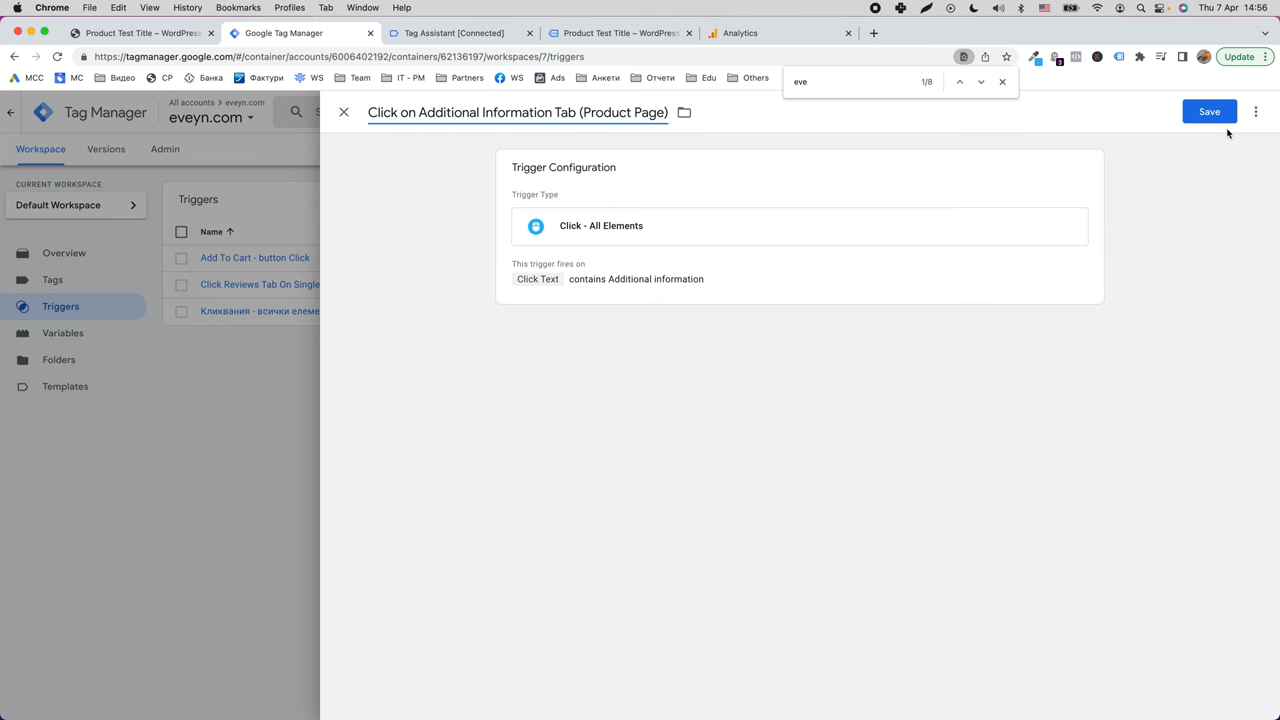 Chrome File Edit View History Bookmarks Profiles Tab Window Help Thu 7 Apr 14:56
Product Test Title – WordPress Google Tag Manager Tag Assistant [Connected] Product Test Title – WordPress Analytics
https://tagmanager.google.com/#/container/accounts/6006402197/containers/62136197/workspaces/7/triggers 3 Update
МСС МС Видео CP Банка Фактури WS Team IT - PM Partners WS Ads Анкети Отчети Edu Others
eve 1/8
Tag Manager
All accounts > eveyn.com
eveyn.com
Click on Additional Information Tab (Product Page)
Save
Workspace Versions Admin
CURRENT WORKSPACE
Default Workspace
Overview
Tags
Triggers
Variables
Folders
Templates
Triggers
Name
Add To Cart - button Click
Click Reviews Tab On Single
Кликвания - всички елеме
Trigger Configuration
Trigger Type
Click - All Elements
This trigger fires on
Click Text contains Additional information